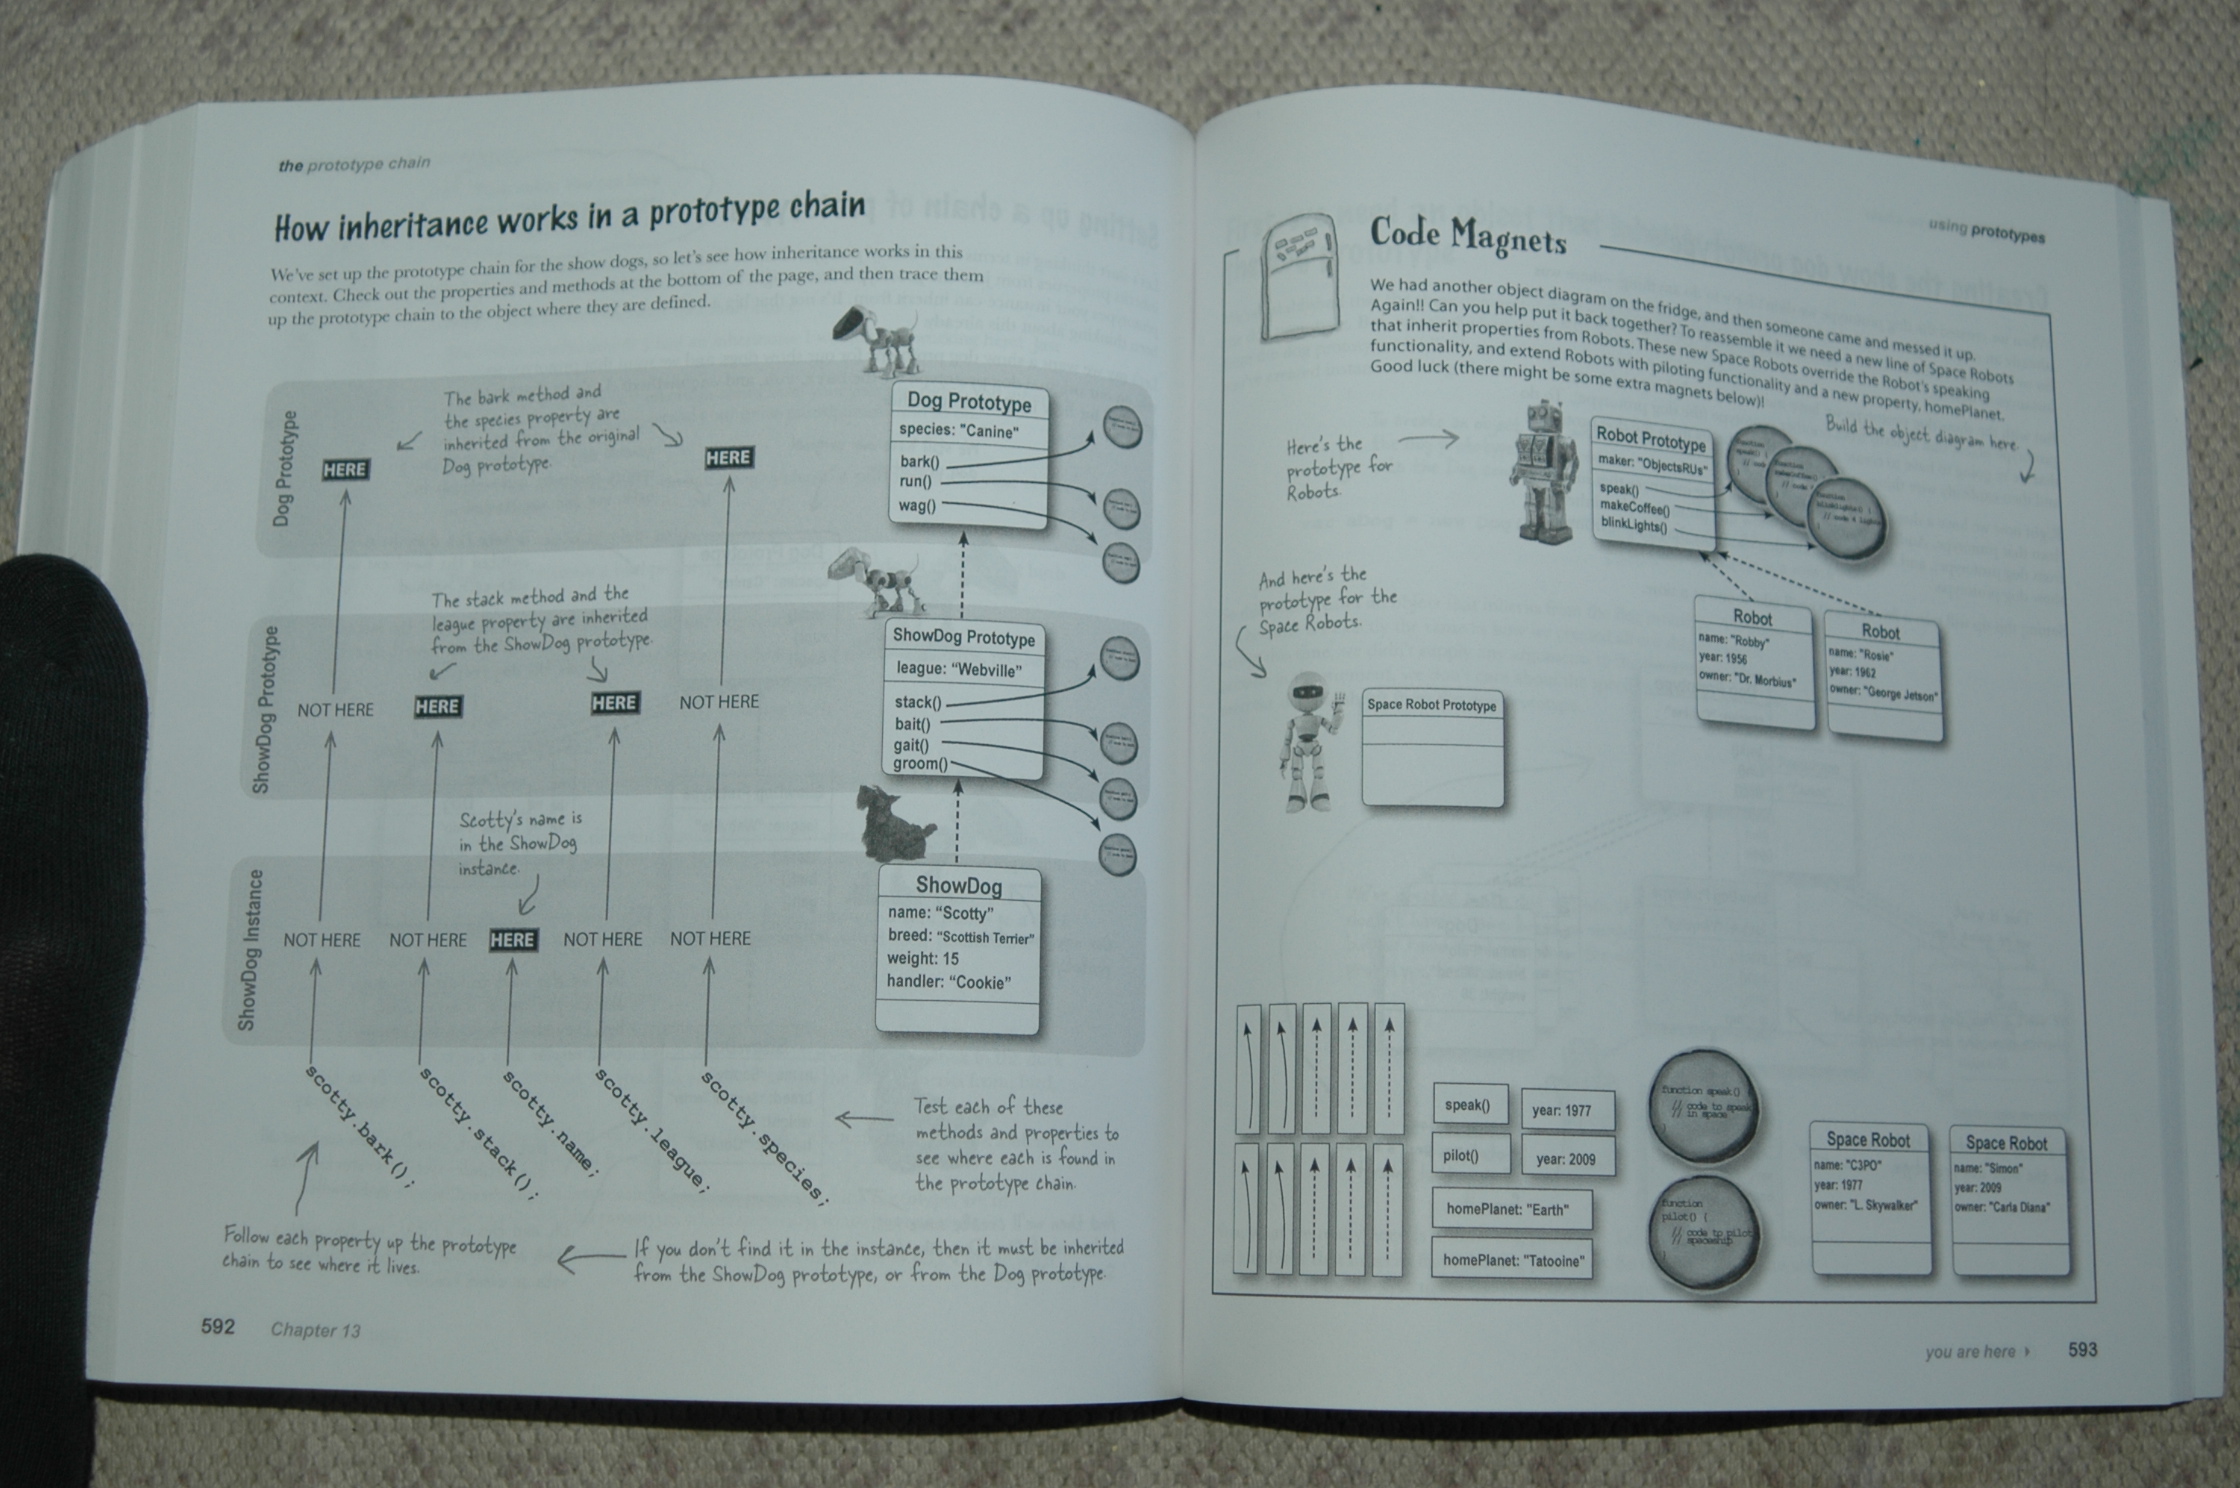 the prototype chain
How inheritance works in a prototype chain
We've set up the prototype chain for the show dogs, so let's see how inheritance works in this
context. Check out the properties and methods at the bottom of the page, and then trace them
up the prototype chain to the object where they are defined.
Dog Prototype
The bark method and
the species property are
inherited from the original
Dog prototype.
HERE
HERE
Dog Prototype
species: "Canine"
bark()
run()
wag()
ShowDog Prototype
The stack method and the
league property are inherited
from the ShowDog prototype.
NOT HERE
HERE
HERE
NOT HERE
ShowDog Prototype
league: "Webville"
stack()
bait()
gait()
groom()
ShowDog Instance
Scotty's name is
in the ShowDog
instance.
NOT HERE
NOT HERE
HERE
NOT HERE
NOT HERE
ShowDog
name: "Scotty"
breed: "Scottish Terrier"
weight: 15
handler: "Cookie"
scotty.bark();
scotty.stack();
scotty.name;
scotty.league;
scotty.species;
Test each of these
methods and properties to
see where each is found in
the prototype chain.
Follow each property up the prototype
chain to see where it lives.
If you don't find it in the instance, then it must be inherited
from the ShowDog prototype, or from the Dog prototype.
592 Chapter 13
using prototypes
Code Magnets
We had another object diagram on the fridge, and then someone came and messed it up.
Again!! Can you help put it back together? To reassemble it we need a new line of Space Robots
that inherit properties from Robots. These new Space Robots override the Robot's speaking
functionality, and extend Robots with piloting functionality and a new property, homePlanet.
Good luck (there might be some extra magnets below)!
Build the object diagram here.
Here's the
prototype for
Robots.
Robot Prototype
maker: "ObjectsRUs"
speak()
makeCoffee()
blinkLights()
And here's the
prototype for the
Space Robots.
Robot
name: "Robby"
year: 1956
owner: "Dr. Morbius"
Robot
name: "Rosie"
year: 1962
owner: "George Jetson"
Space Robot Prototype
speak()
year: 1977
pilot()
year: 2009
homePlanet: "Earth"
homePlanet: "Tatooine"
function speak() {
// code to speak
// in space
}
function
pilot() {
// code to pilot
// spaceship
}
Space Robot
name: "C3PO"
year: 1977
owner: "L. Skywalker"
Space Robot
name: "Simon"
year: 2009
owner: "Carla Diana"
you are here 593